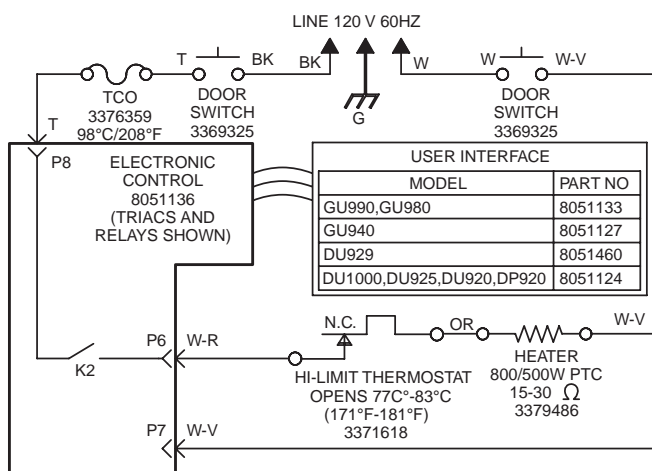 LINE 120 V 60HZ
T
BK
BK
W
W
W-V
TCO
3376359
98°C/208°F
DOOR
SWITCH
3369325
G
DOOR
SWITCH
3369325
T
P8
ELECTRONIC
CONTROL
8051136
(TRIACS AND
RELAYS SHOWN)
USER INTERFACE
MODEL PART NO
GU990,GU980 8051133
GU940 8051127
DU929 8051460
DU1000,DU925,DU920,DP920 8051124
N.C.
OR
W-V
P6
W-R
K2
HI-LIMIT THERMOSTAT
OPENS 77C°-83°C
(171°F-181°F)
3371618
HEATER
800/500W PTC
15-30 Ω
3379486
P7
W-V